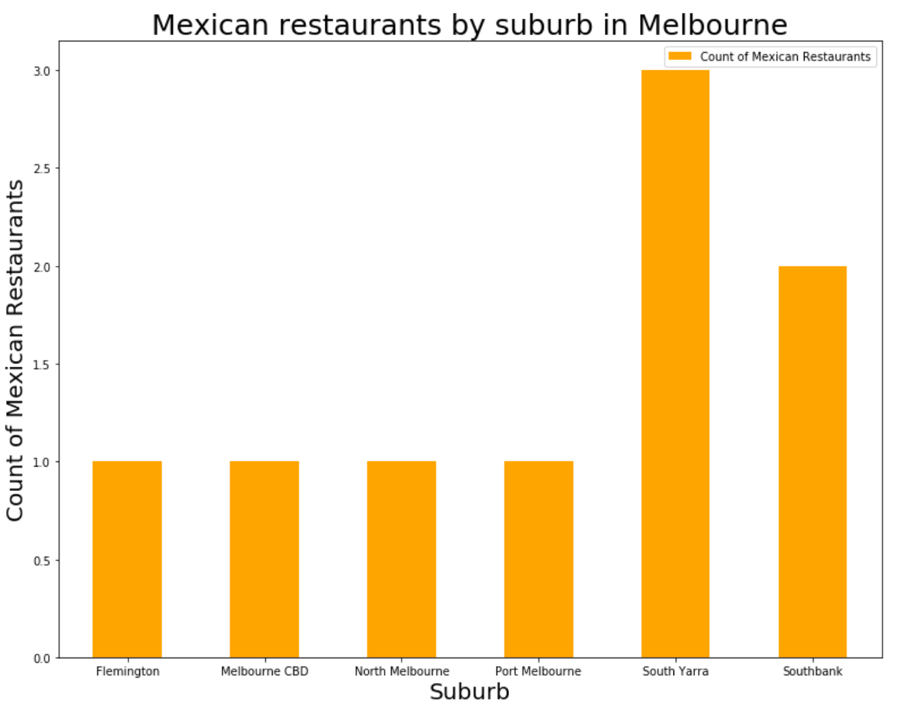 Mexican restaurants by suburb in Melbourne
Count of Mexican Restaurants
Count of Mexican Restaurants
3.0
2.5
2.0
1.5
1.0
0.5
0.0
Flemington
Melbourne CBD
North Melbourne
Port Melbourne
South Yarra
Southbank
Suburb